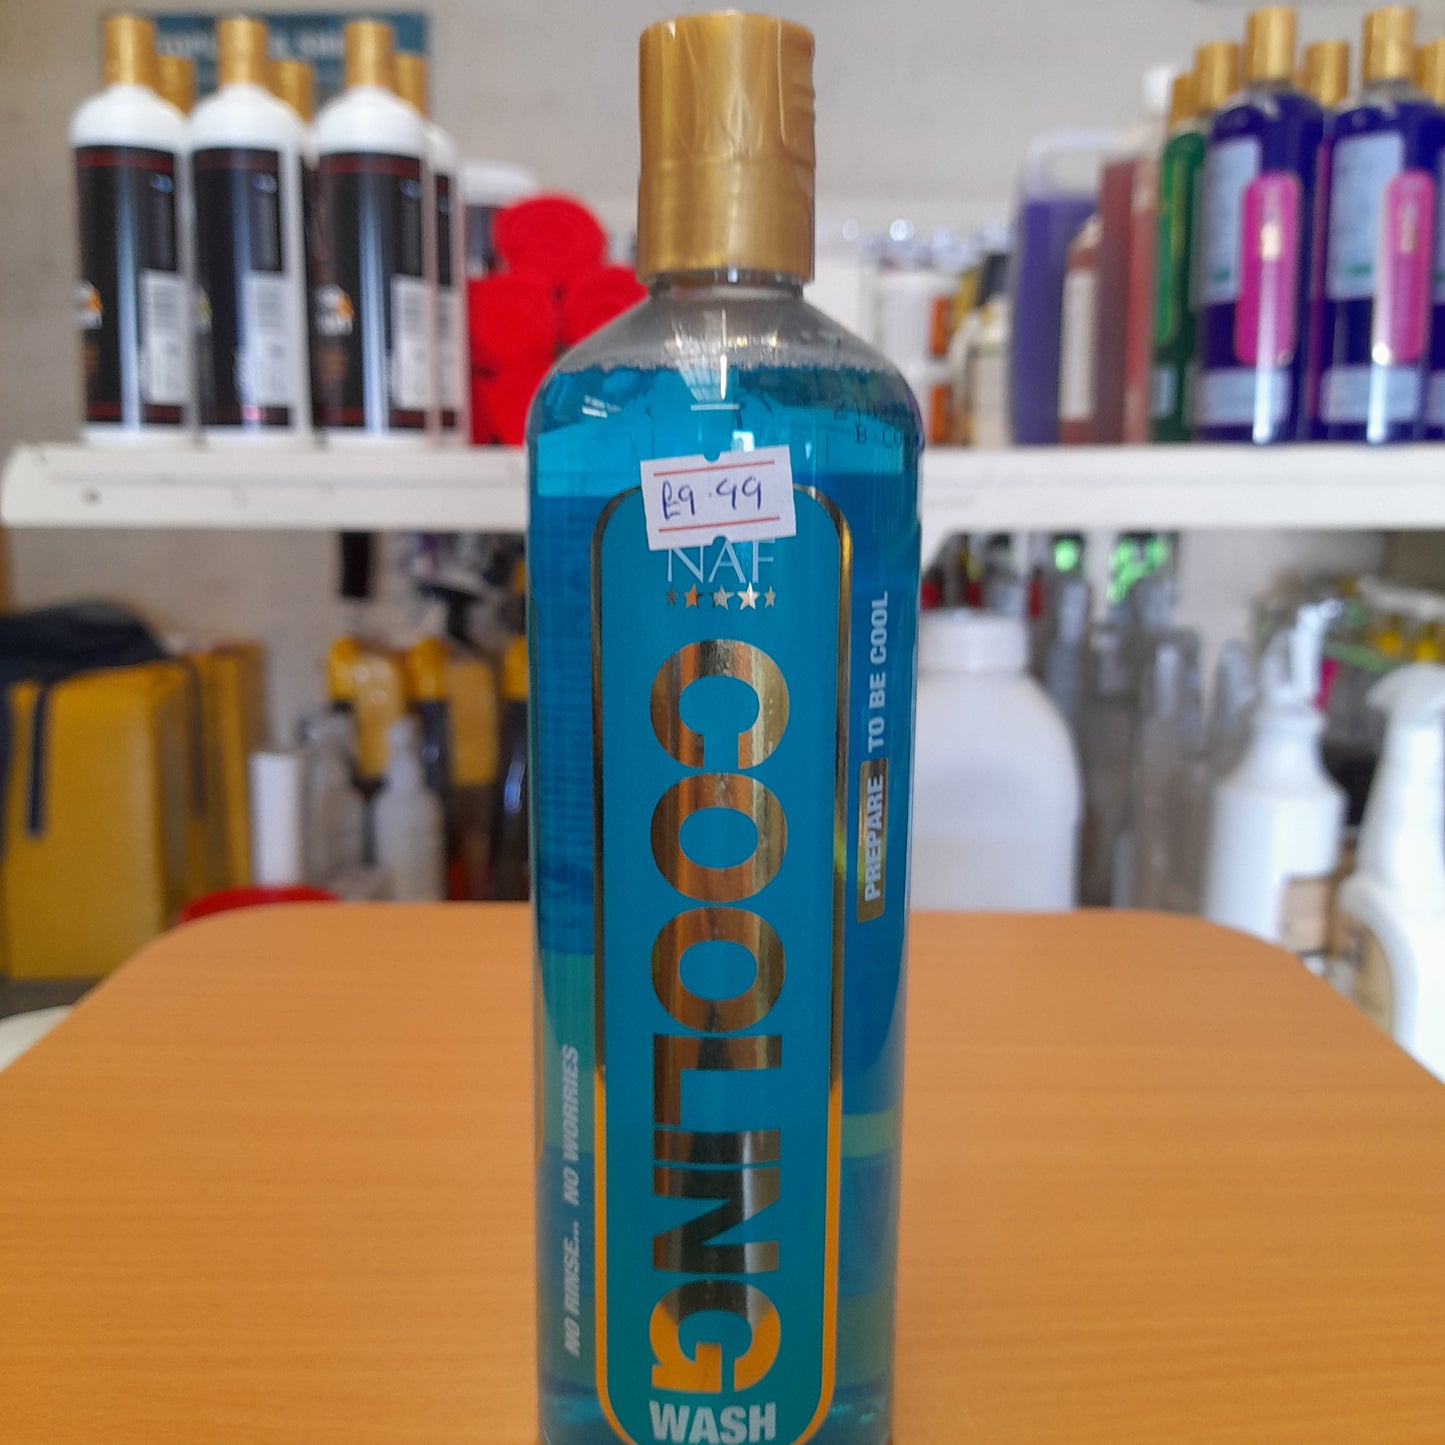 £9.99
NAF
COOLING
WASH
PREPARE TO BE COOL
NO RINSE... NO WORRIES